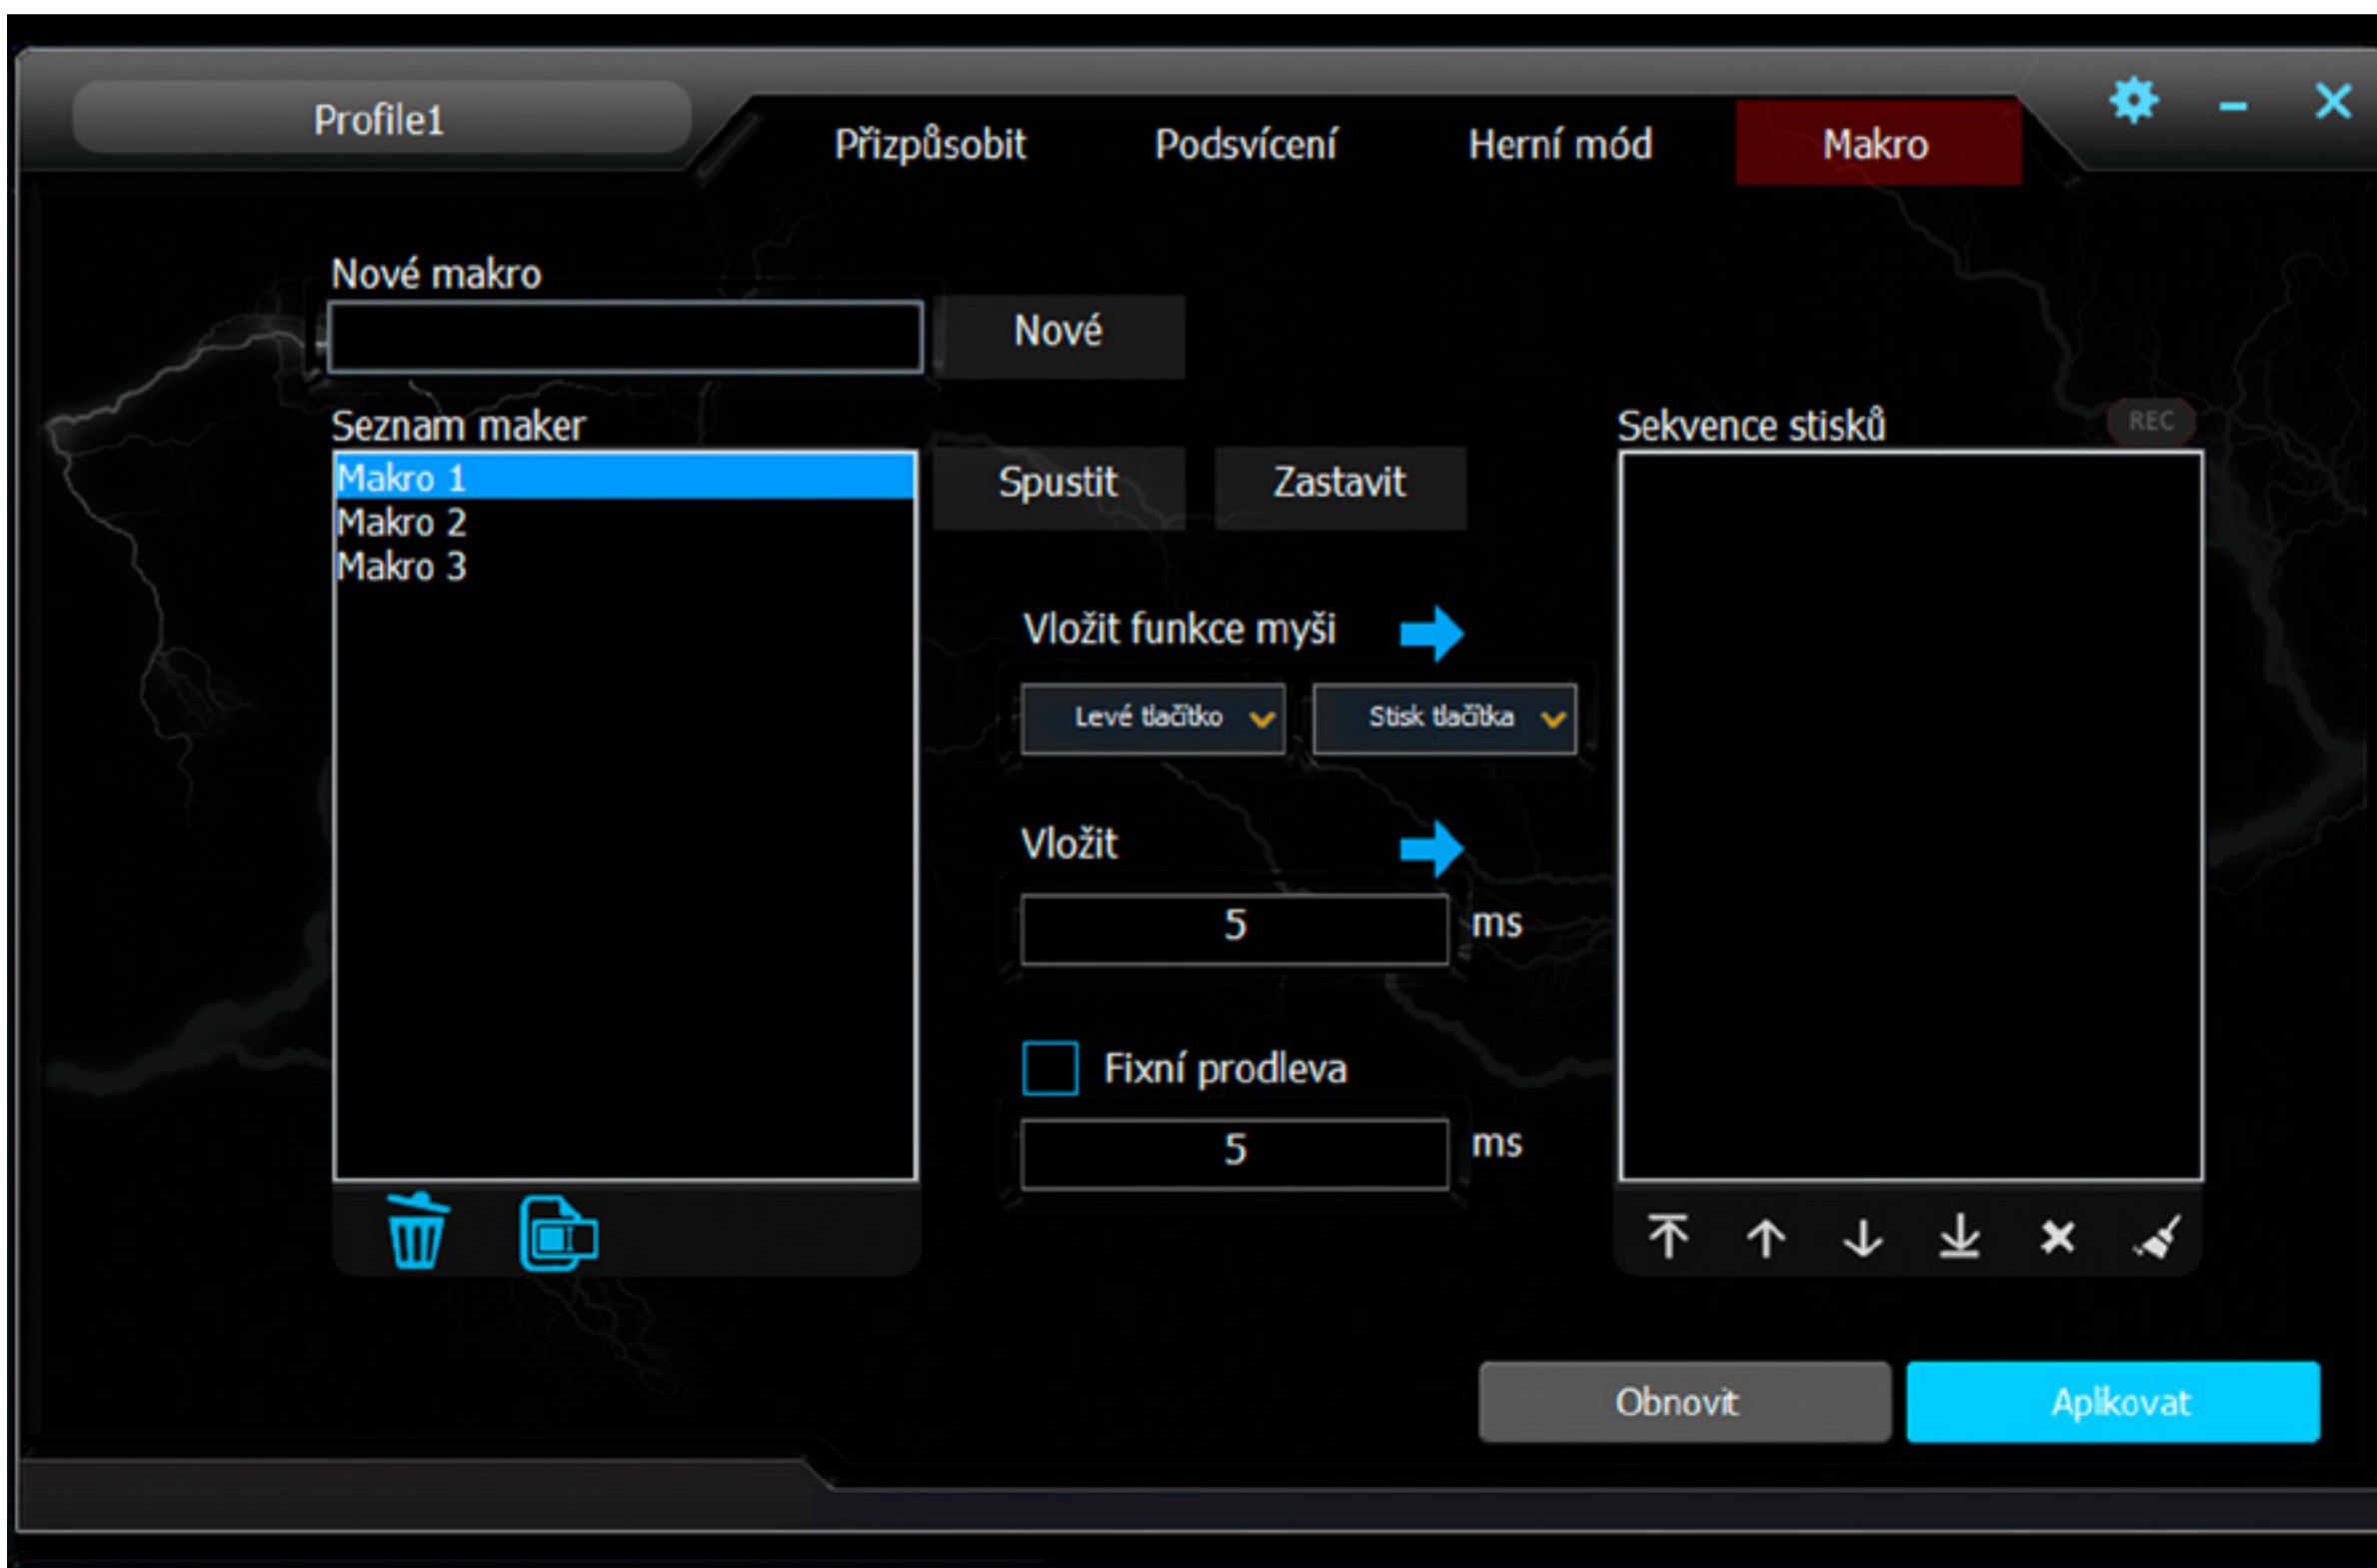 Profile1
Přizpůsobit Podsvícení Herní mód Makro
Nové makro
Nové
Seznam maker
Makro 1
Makro 2
Makro 3
Spustit Zastavit
Vložit funkce myši
Levé tlačítko Stisk tlačítka
Vložit
5 ms
Fixní prodleva
5 ms
Sekvence stisků REC
Obnovit Aplikovat